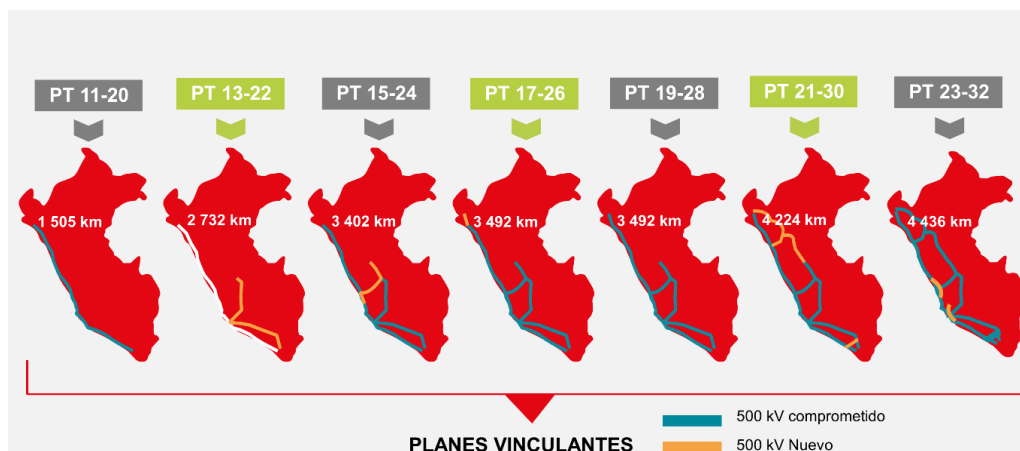 PT 11-20
PT 13-22
PT 15-24
PT 17-26
PT 19-28
PT 21-30
PT 23-32
1 505 km
2 732 km
3 402 km
3 492 km
3 492 km
4 224 km
4 436 km
500 kV comprometido
PLANES VINCULANTES
500 kV Nuevo